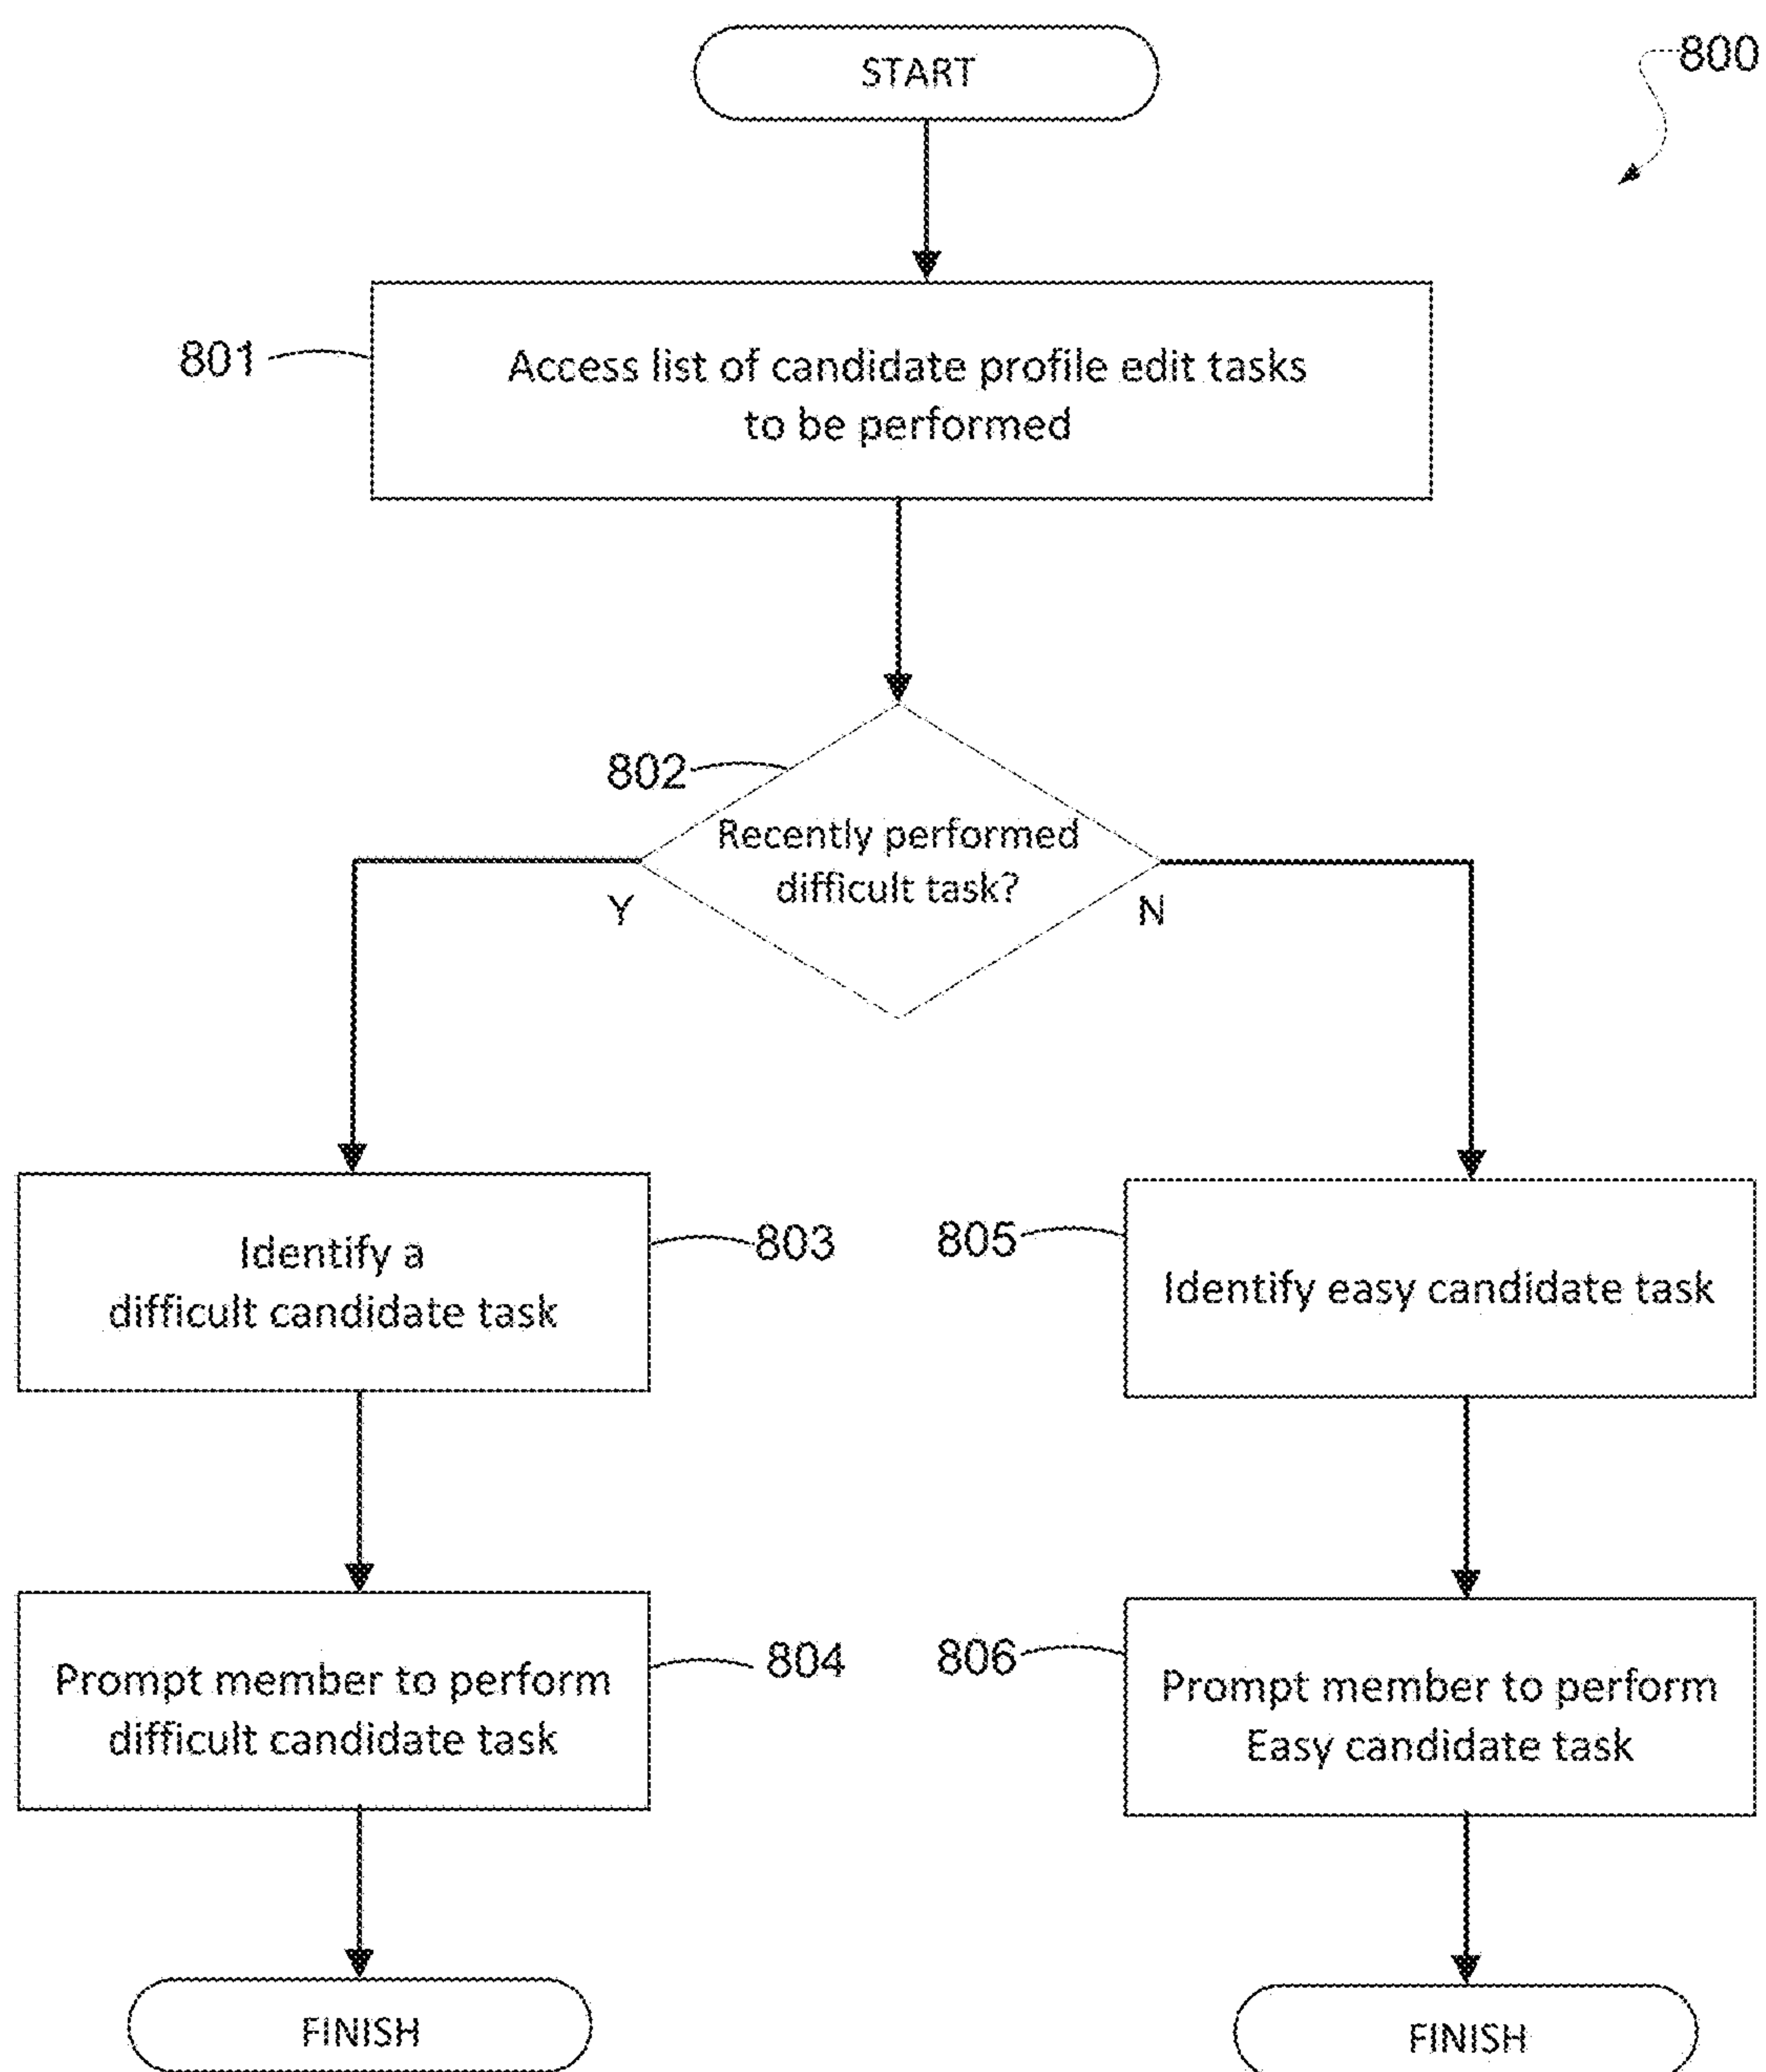 START
800
801
Access list of candidate profile edit tasks
to be performed
802
Recently performed
difficult task?
Y
N
Identify a
difficult candidate task
803
805
Identify easy candidate task
Prompt member to perform
difficult candidate task
804
806
Prompt member to perform
Easy candidate task
FINISH
FINISH